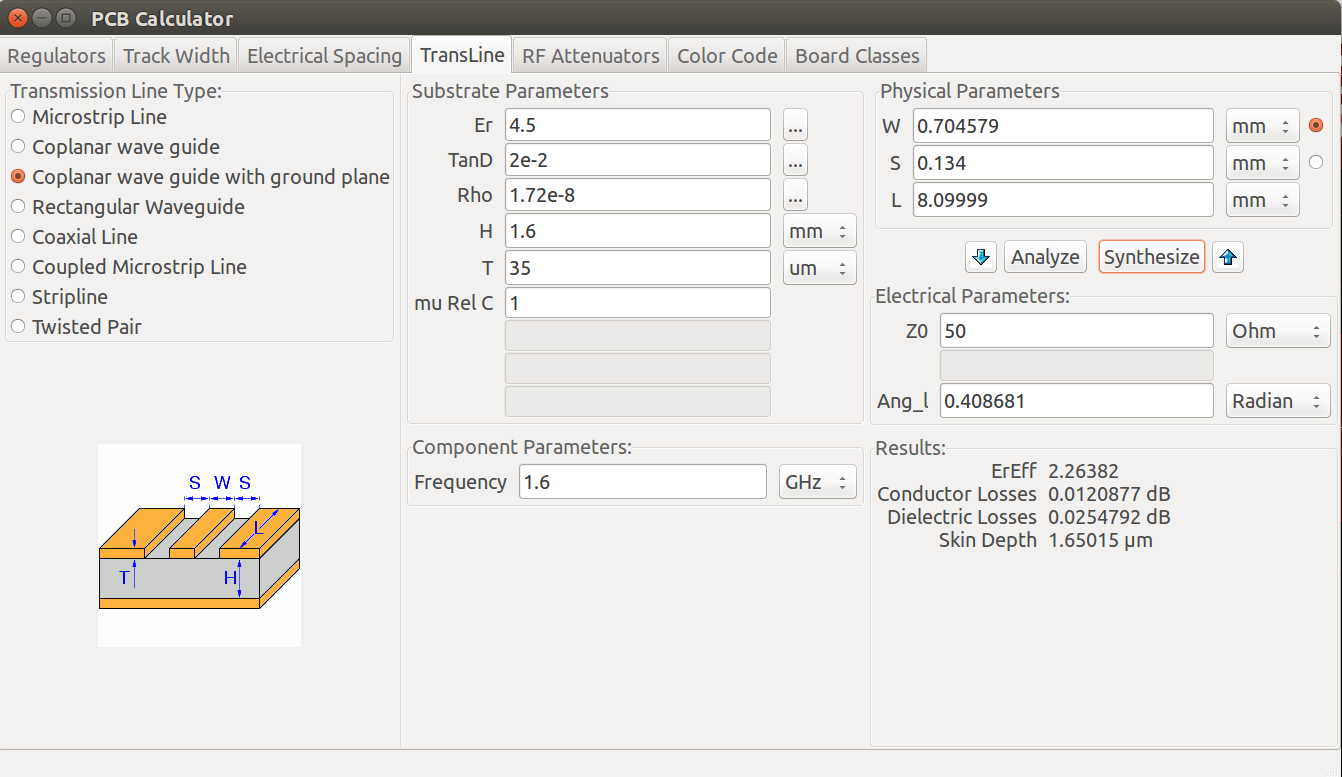 PCB Calculator
Regulators Track Width Electrical Spacing TransLine RF Attenuators Color Code Board Classes
Transmission Line Type:
Microstrip Line
Coplanar wave guide
Coplanar wave guide with ground plane
Rectangular Waveguide
Coaxial Line
Coupled Microstrip Line
Stripline
Twisted Pair
S W S
L
T
H
Substrate Parameters
Er 4.5 ...
TanD 2e-2 ...
Rho 1.72e-8 ...
H 1.6 mm
T 35 um
mu Rel C 1
Component Parameters:
Frequency 1.6 GHz
Physical Parameters
W 0.704579 mm
S 0.134 mm
L 8.09999 mm
Analyze Synthesize
Electrical Parameters:
Z0 50 Ohm
Ang_l 0.408681 Radian
Results:
ErEff 2.26382
Conductor Losses 0.0120877 dB
Dielectric Losses 0.0254792 dB
Skin Depth 1.65015 µm